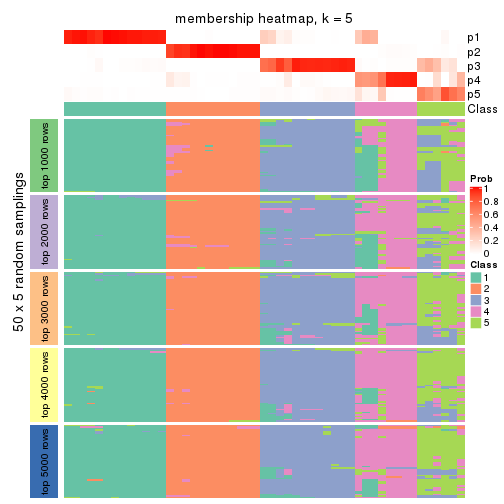 membership heatmap, k = 5
p1
p2
p3
p4
p5
Class
50 x 5 random samplings
top 1000 rows
top 2000 rows
top 3000 rows
top 4000 rows
top 5000 rows
Prob
1
0.8
0.6
0.4
0.2
0
Class
1
2
3
4
5